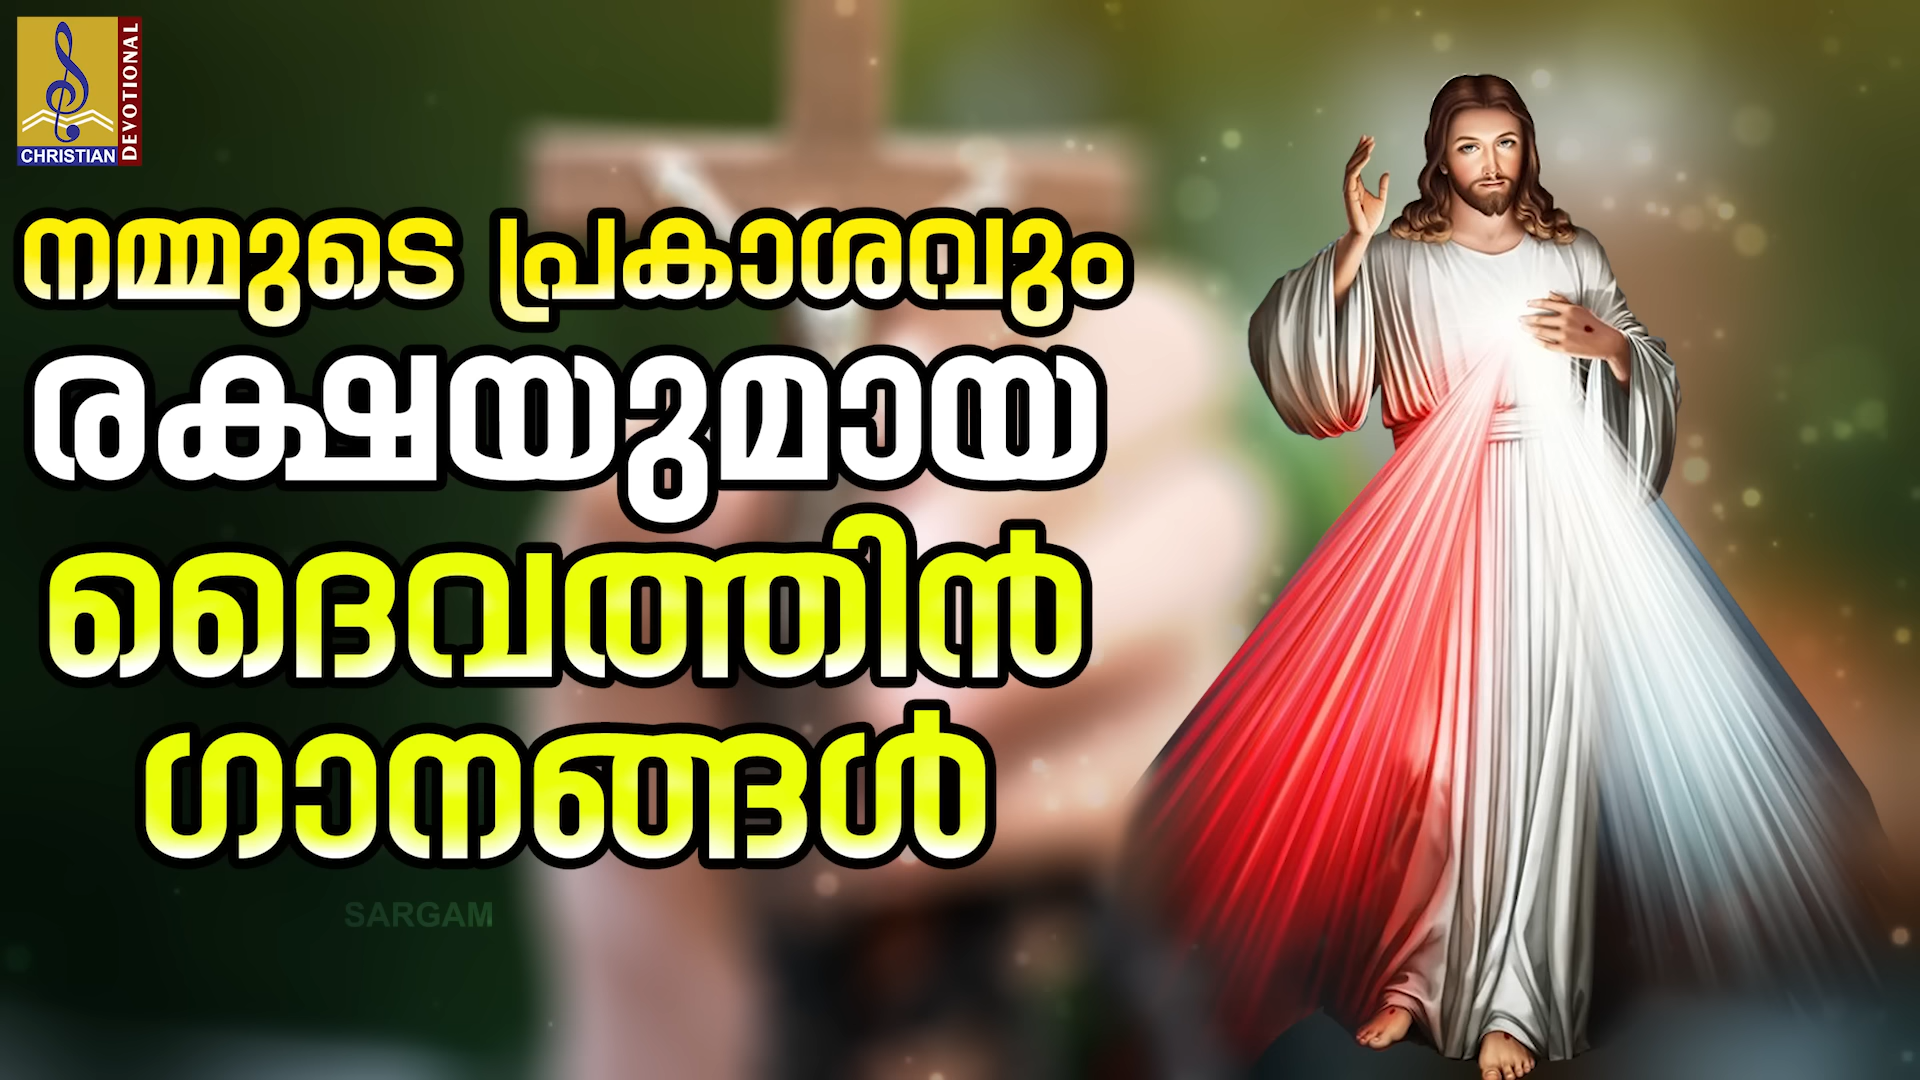 CHRISTIAN
DEVOTIONAL
നമ്മുടെ പ്രകാശവും
രക്ഷയുമായ
ദൈവത്തിൻ
ഗാനങ്ങൾ
SARGAM